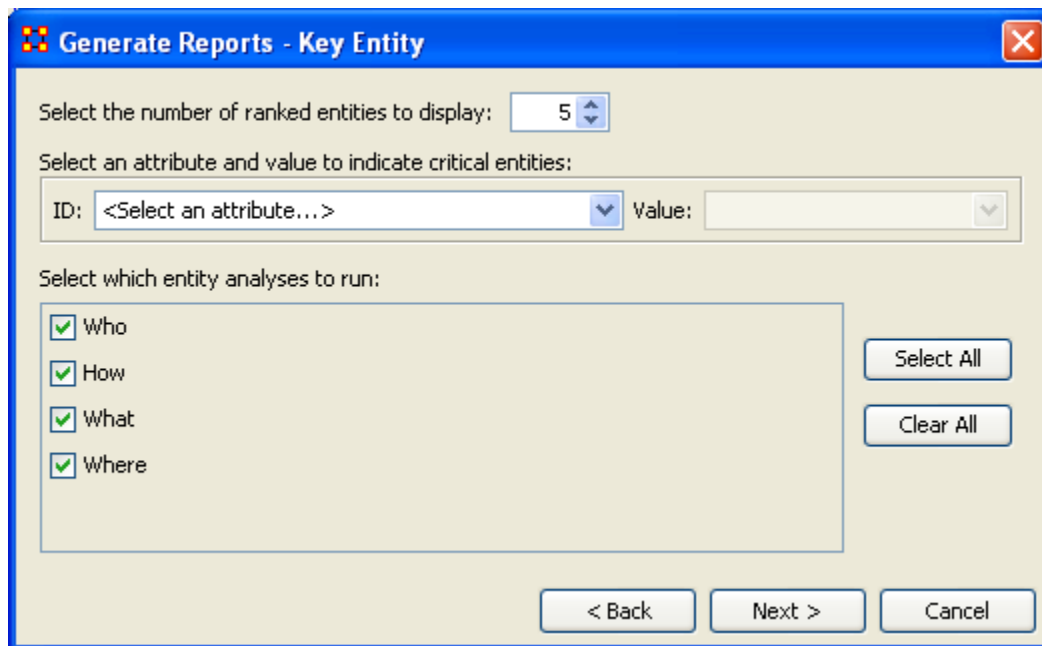 Generate Reports - Key Entity
Select the number of ranked entities to display: 5
Select an attribute and value to indicate critical entities:
ID: <Select an attribute...> Value:
Select which entity analyses to run:
Who
How
What
Where
Select All
Clear All
< Back Next > Cancel